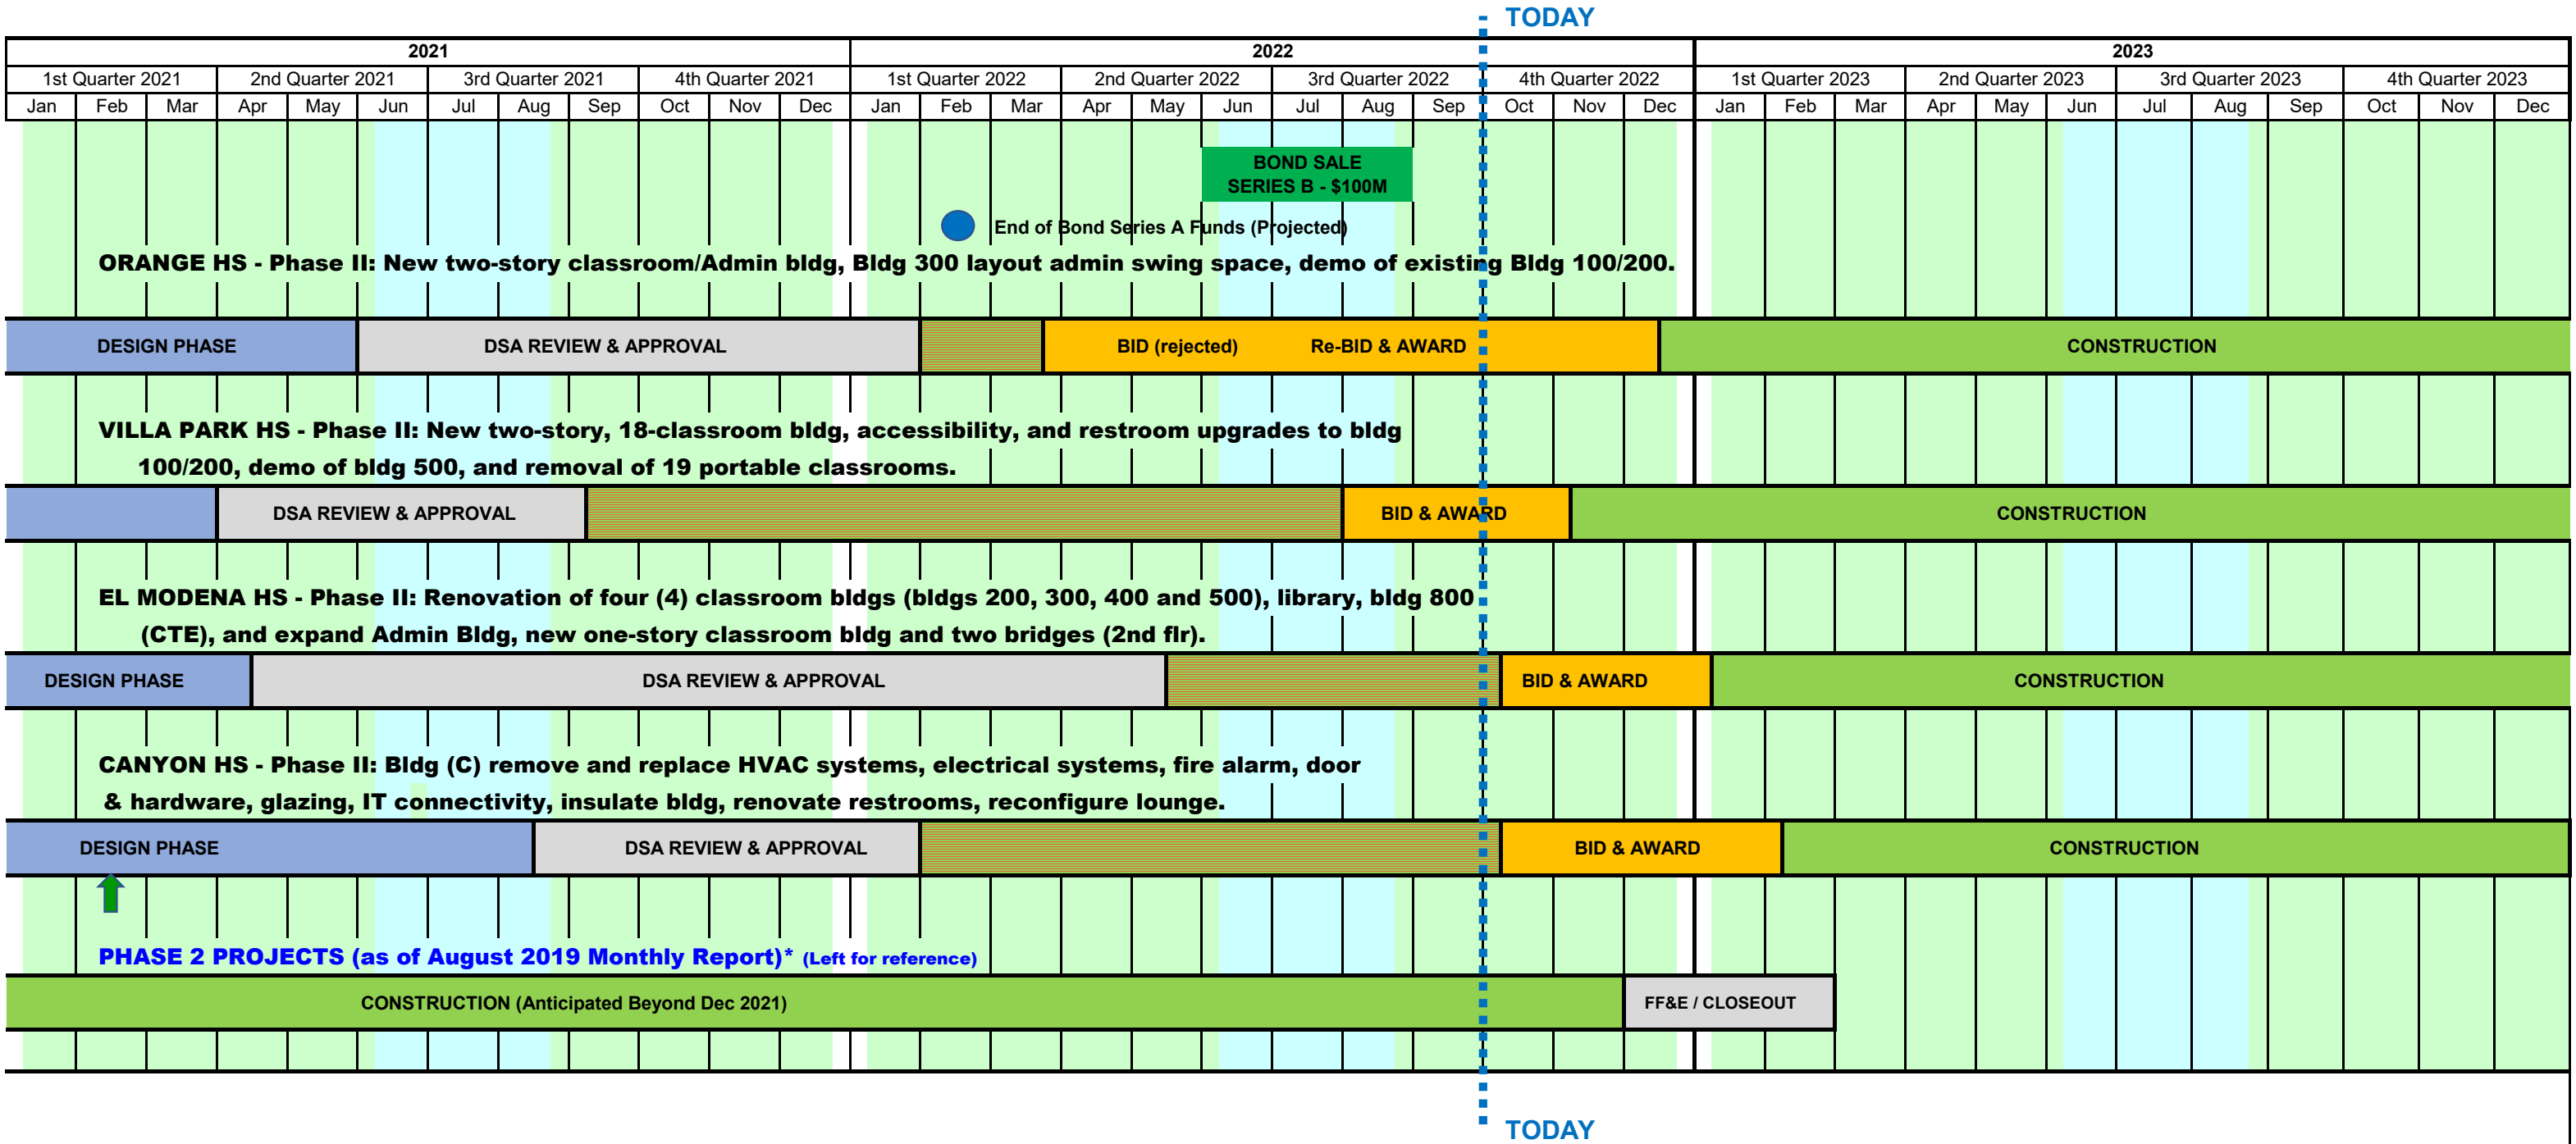 TODAY
2021 2022 2023
1st Quarter 2021 2nd Quarter 2021 3rd Quarter 2021 4th Quarter 2021 1st Quarter 2022 2nd Quarter 2022 3rd Quarter 2022 4th Quarter 2022 1st Quarter 2023 2nd Quarter 2023 3rd Quarter 2023 4th Quarter 2023
Jan Feb Mar Apr May Jun Jul Aug Sep Oct Nov Dec Jan Feb Mar Apr May Jun Jul Aug Sep Oct Nov Dec Jan Feb Mar Apr May Jun Jul Aug Sep Oct Nov Dec
BOND SALE
SERIES B - $100M
End of Bond Series A Funds (Projected)
ORANGE HS - Phase II: New two-story classroom/Admin bldg, Bldg 300 layout admin swing space, demo of existing Bldg 100/200.
DESIGN PHASE DSA REVIEW & APPROVAL BID (rejected) Re-BID & AWARD CONSTRUCTION
VILLA PARK HS - Phase II: New two-story, 18-classroom bldg, accessibility, and restroom upgrades to bldg
100/200, demo of bldg 500, and removal of 19 portable classrooms.
DSA REVIEW & APPROVAL BID & AWARD CONSTRUCTION
EL MODENA HS - Phase II: Renovation of four (4) classroom bldgs (bldgs 200, 300, 400 and 500), library, bldg 800
(CTE), and expand Admin Bldg, new one-story classroom bldg and two bridges (2nd flr).
DESIGN PHASE DSA REVIEW & APPROVAL BID & AWARD CONSTRUCTION
CANYON HS - Phase II: Bldg (C) remove and replace HVAC systems, electrical systems, fire alarm, door
& hardware, glazing, IT connectivity, insulate bldg, renovate restrooms, reconfigure lounge.
DESIGN PHASE DSA REVIEW & APPROVAL BID & AWARD CONSTRUCTION
PHASE 2 PROJECTS (as of August 2019 Monthly Report)* (Left for reference)
CONSTRUCTION (Anticipated Beyond Dec 2021) FF&E / CLOSEOUT
TODAY